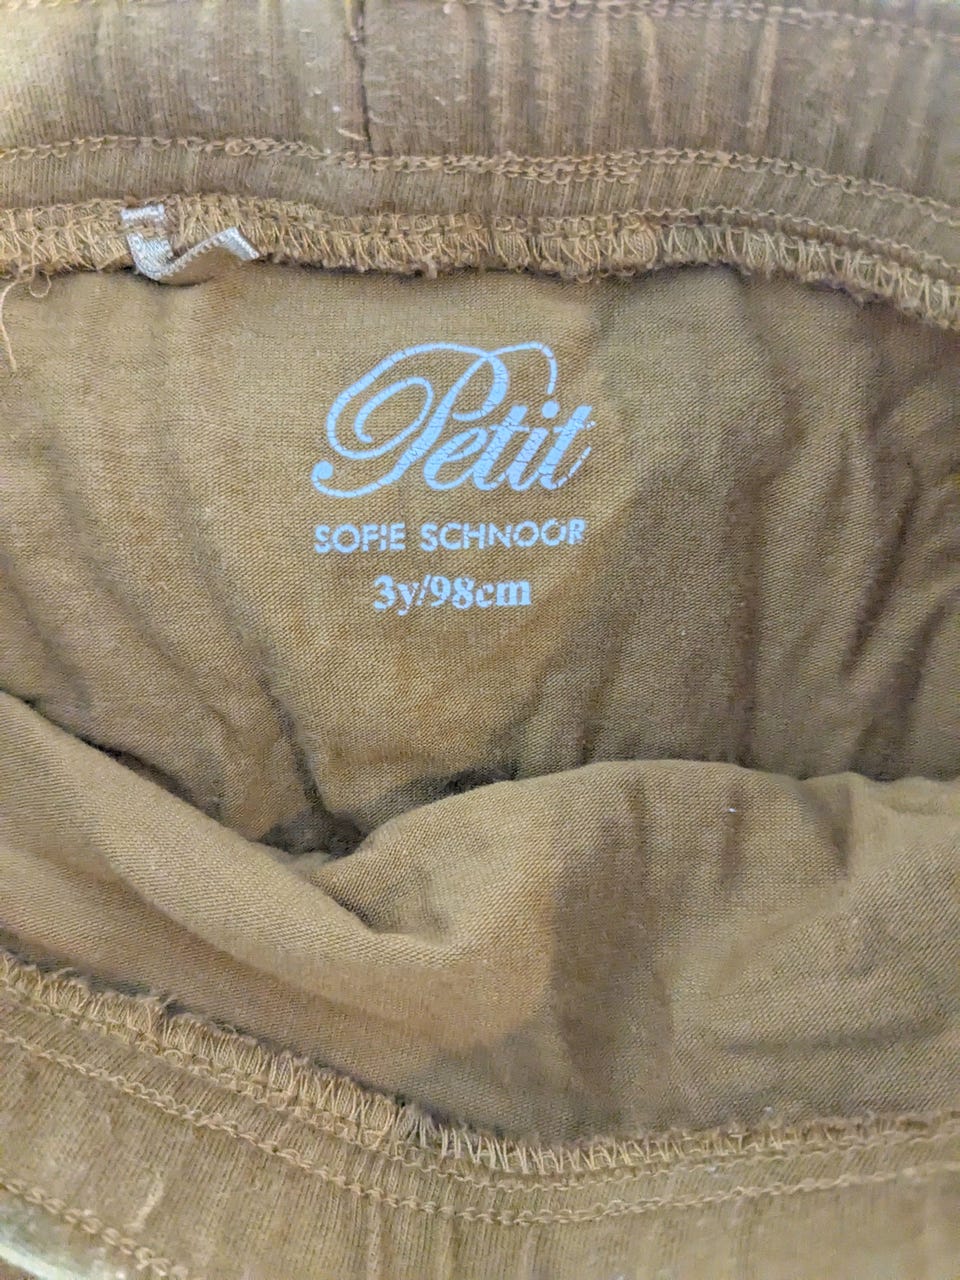 Petit
SOFIE SCHNOOR
3y/98cm